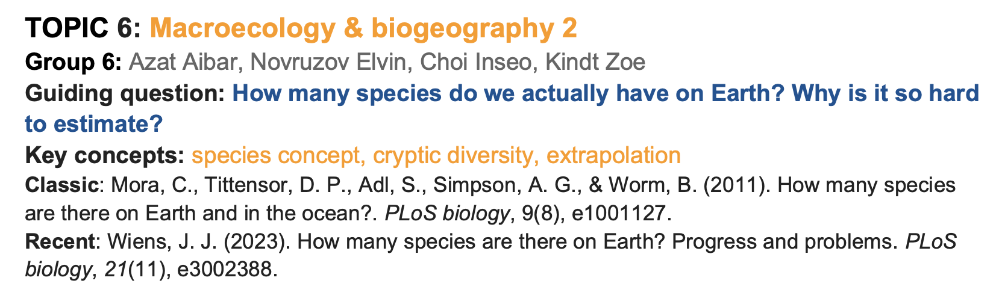 TOPIC 6: Macroecology & biogeography 2
Group 6: Azat Aibar, Novruzov Elvin, Choi Inseo, Kindt Zoe
Guiding question: How many species do we actually have on Earth? Why is it so hard
to estimate?
Key concepts: species concept, cryptic diversity, extrapolation
Classic: Mora, C., Tittensor, D. P., Adl, S., Simpson, A. G., & Worm, B. (2011). How many species
are there on Earth and in the ocean?. PLoS biology, 9(8), e1001127.
Recent: Wiens, J. J. (2023). How many species are there on Earth? Progress and problems. PLoS
biology, 21(11), e3002388.